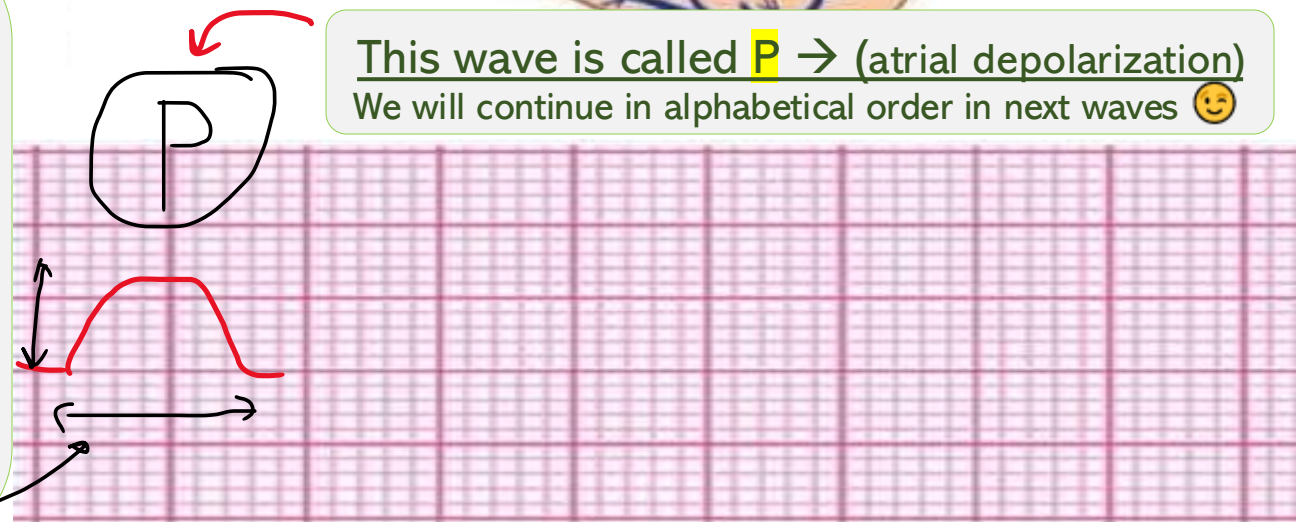 This wave is called P → (atrial depolarization)
We will continue in alphabetical order in next waves 😉
P